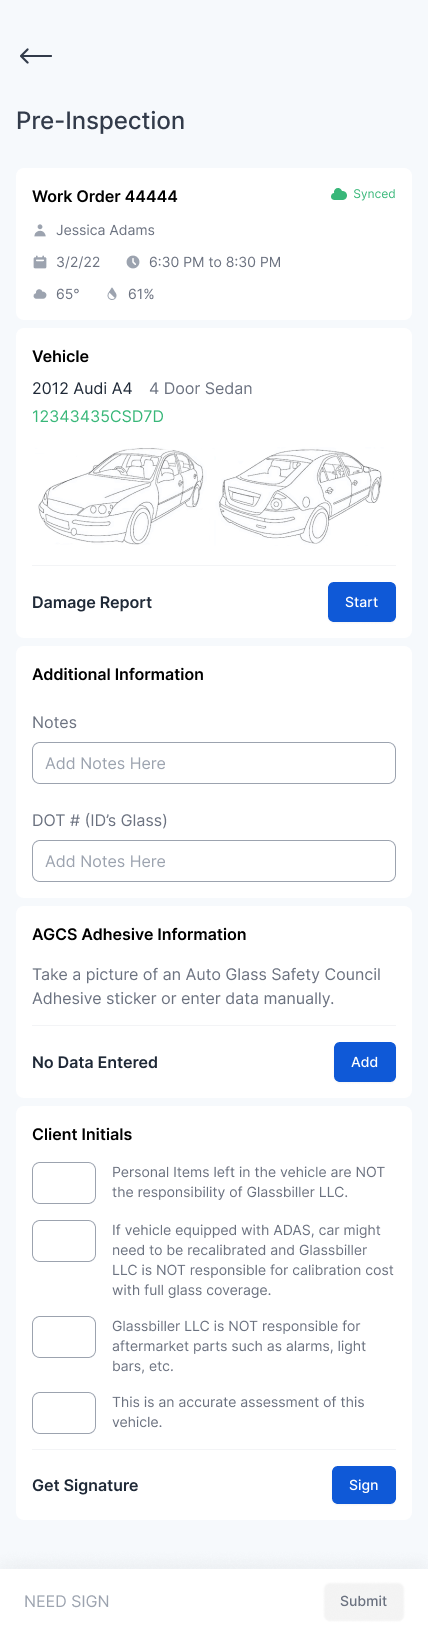 Pre-Inspection
Work Order 44444
Synced
Jessica Adams
3/2/22
6:30 PM to 8:30 PM
65°
61%
Vehicle
2012 Audi A4
4 Door Sedan
12343435CSD7D
Damage Report
Start
Additional Information
Notes
Add Notes Here
DOT # (ID’s Glass)
Add Notes Here
AGCS Adhesive Information
Take a picture of an Auto Glass Safety Council
Adhesive sticker or enter data manually.
No Data Entered
Add
Client Initials
Personal Items left in the vehicle are NOT
the responsibility of Glassbiller LLC.
If vehicle equipped with ADAS, car might
need to be recalibrated and Glassbiller
LLC is NOT responsible for calibration cost
with full glass coverage.
Glassbiller LLC is NOT responsible for
aftermarket parts such as alarms, light
bars, etc.
This is an accurate assessment of this
vehicle.
Get Signature
Sign
NEED SIGN
Submit